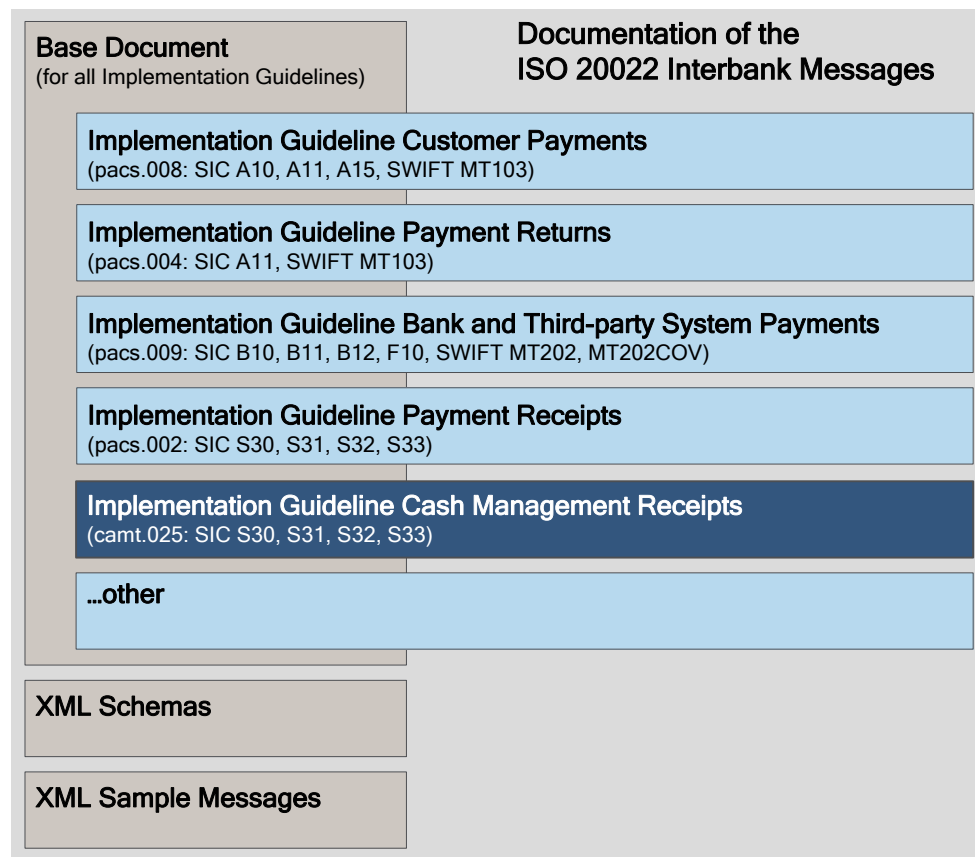 Base Document
(for all Implementation Guidelines)
Documentation of the
ISO 20022 Interbank Messages
Implementation Guideline Customer Payments
(pacs.008: SIC A10, A11, A15, SWIFT MT103)
Implementation Guideline Payment Returns
(pacs.004: SIC A11, SWIFT MT103)
Implementation Guideline Bank and Third-party System Payments
(pacs.009: SIC B10, B11, B12, F10, SWIFT MT202, MT202COV)
Implementation Guideline Payment Receipts
(pacs.002: SIC S30, S31, S32, S33)
Implementation Guideline Cash Management Receipts
(camt.025: SIC S30, S31, S32, S33)
...other
XML Schemas
XML Sample Messages